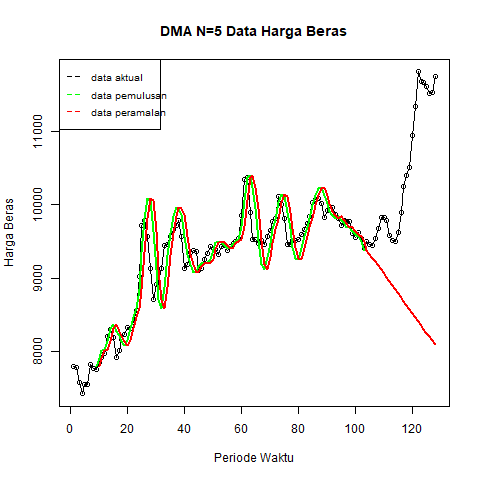 DMA N=5 Data Harga Beras
data aktual
data pemulusan
data peramalan
Harga Beras
11000
10000
9000
8000
0 20 40 60 80 100 120
Periode Waktu